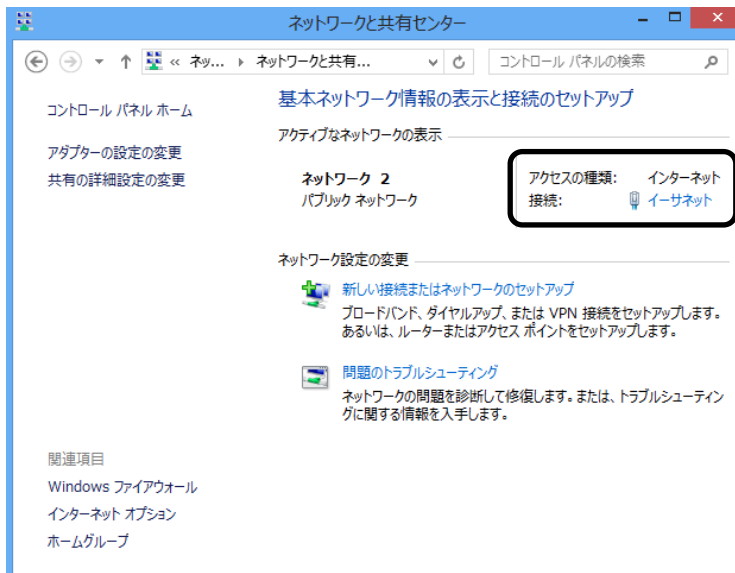 ネットワークと共有センター
« ネッ... ネットワークと共有... コントロール パネルの検索
コントロール パネル ホーム
アダプターの設定の変更
共有の詳細設定の変更
基本ネットワーク情報の表示と接続のセットアップ
アクティブなネットワークの表示
ネットワーク 2
パブリック ネットワーク
アクセスの種類: インターネット
接続: イーサネット
ネットワーク設定の変更
新しい接続またはネットワークのセットアップ
ブロードバンド、ダイヤルアップ、または VPN 接続をセットアップします。
あるいは、ルーターまたはアクセス ポイントをセットアップします。
問題のトラブルシューティング
ネットワークの問題を診断して修復します。または、トラブルシューティン
グに関する情報を入手します。
関連項目
Windows ファイアウォール
インターネット オプション
ホームグループ